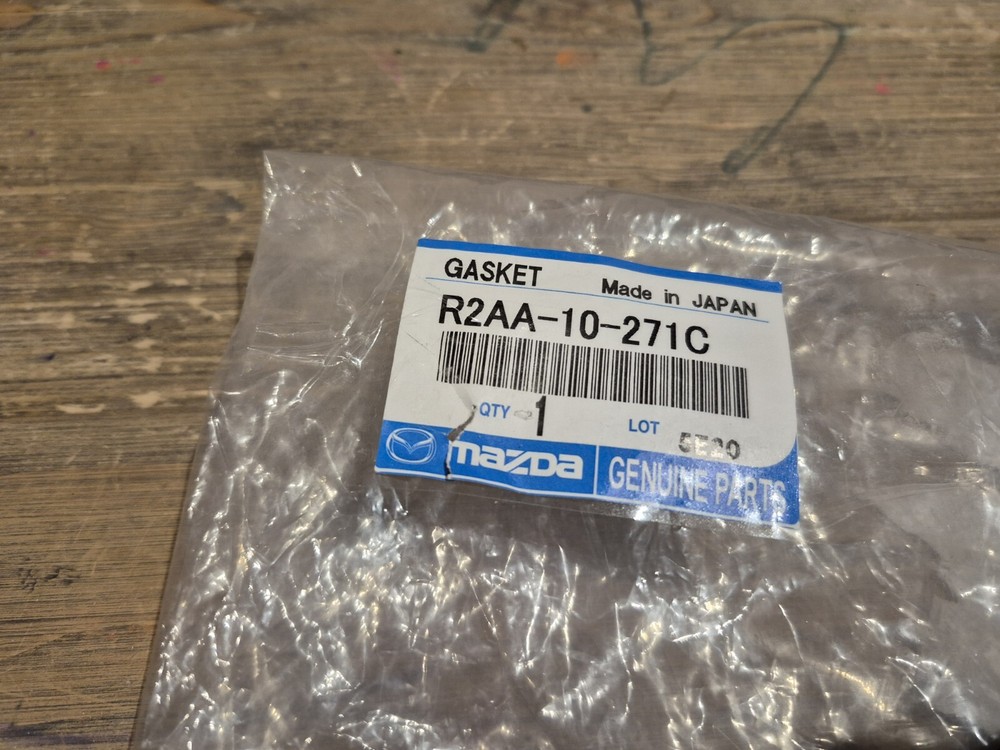 GASKET Made in JAPAN
R2AA-10-271C
QTY 1 LOT
mazda GENUINE PARTS